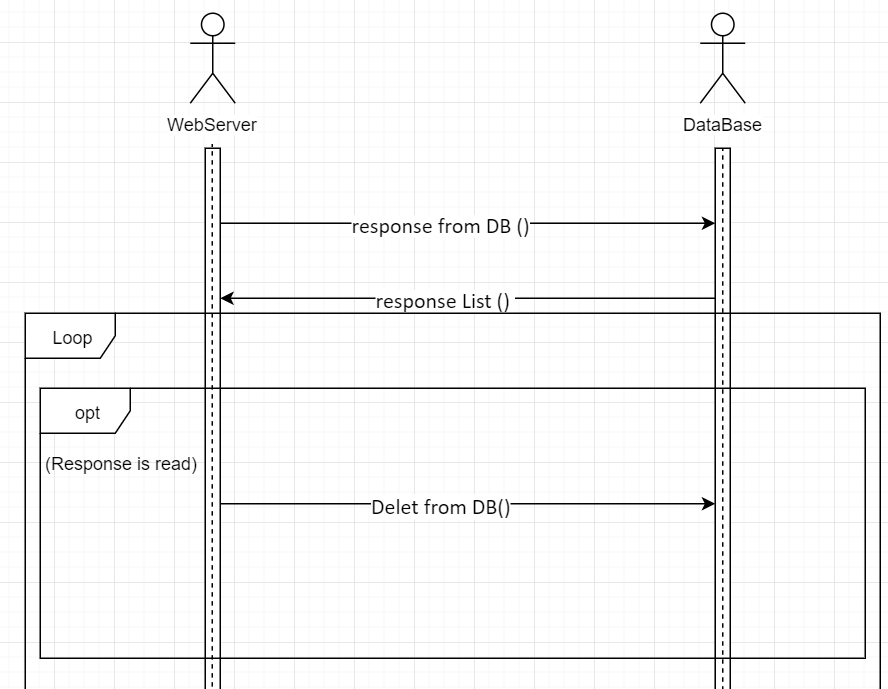 WebServer
DataBase
response from DB ()
response List ()
Loop
opt
(Response is read)
Delet from DB()